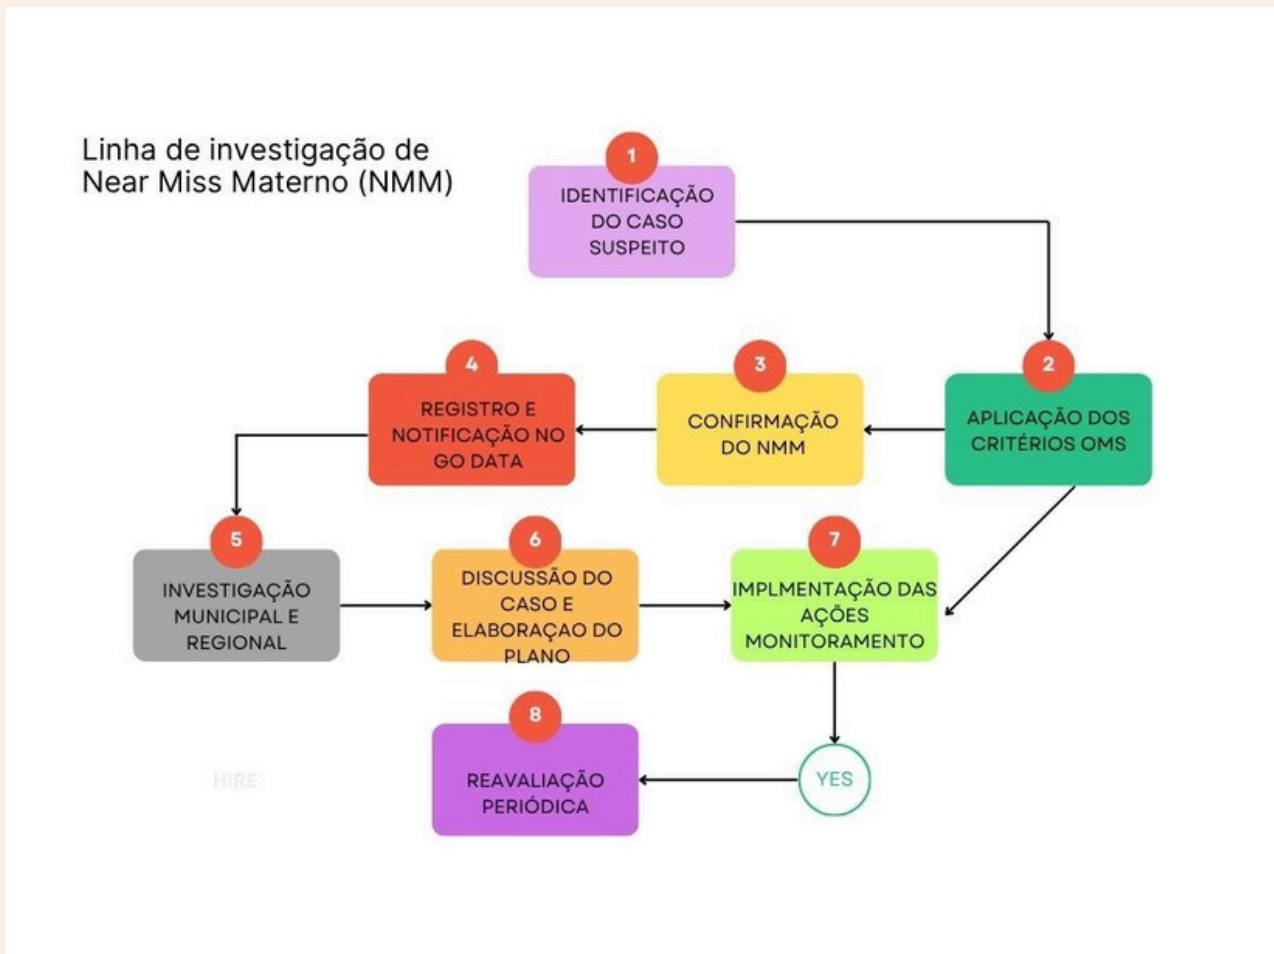 Linha de investigação de
Near Miss Materno (NMM)
1
IDENTIFICAÇÃO
DO CASO
SUSPEITO
2
APLICAÇÃO DOS
CRITÉRIOS OMS
3
CONFIRMAÇÃO
DO NMM
4
REGISTRO E
NOTIFICAÇÃO NO
GO DATA
5
INVESTIGAÇÃO
MUNICIPAL E
REGIONAL
6
DISCUSSÃO DO
CASO E
ELABORAÇAO DO
PLANO
7
IMPLMENTAÇÃO DAS
AÇÕES
MONITORAMENTO
YES
8
REAVALIAÇÃO
PERIÓDICA
HIRE